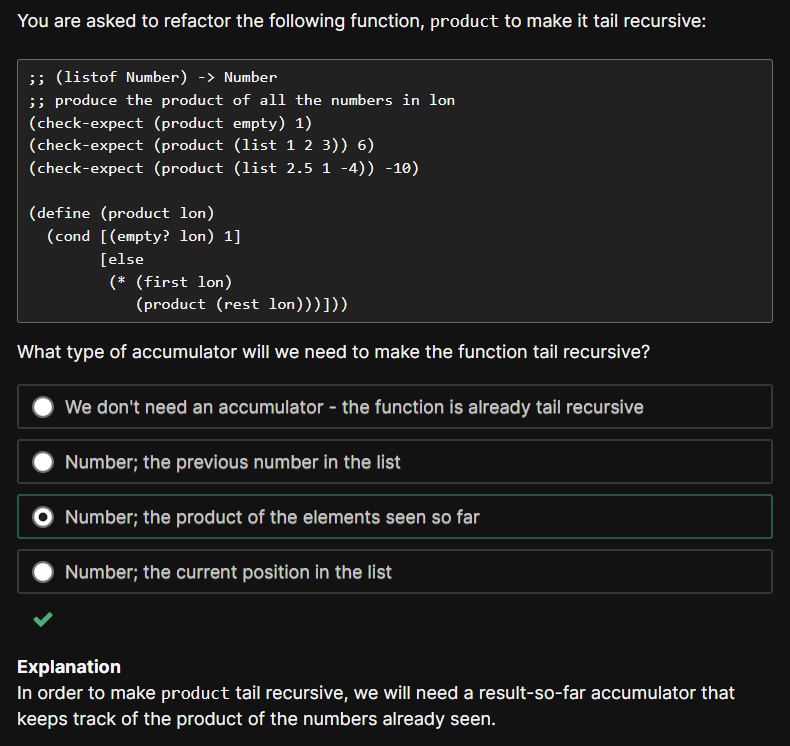 You are asked to refactor the following function, product to make it tail recursive:
;; (listof Number) -> Number
;; produce the product of all the numbers in lon
(check-expect (product empty) 1)
(check-expect (product (list 1 2 3)) 6)
(check-expect (product (list 2.5 1 -4)) -10)
(define (product lon)
  (cond [(empty? lon) 1]
        [else
         (* (first lon)
            (product (rest lon)))]))
What type of accumulator will we need to make the function tail recursive?
We don't need an accumulator - the function is already tail recursive
Number; the previous number in the list
Number; the product of the elements seen so far
Number; the current position in the list
Explanation
In order to make product tail recursive, we will need a result-so-far accumulator that
keeps track of the product of the numbers already seen.